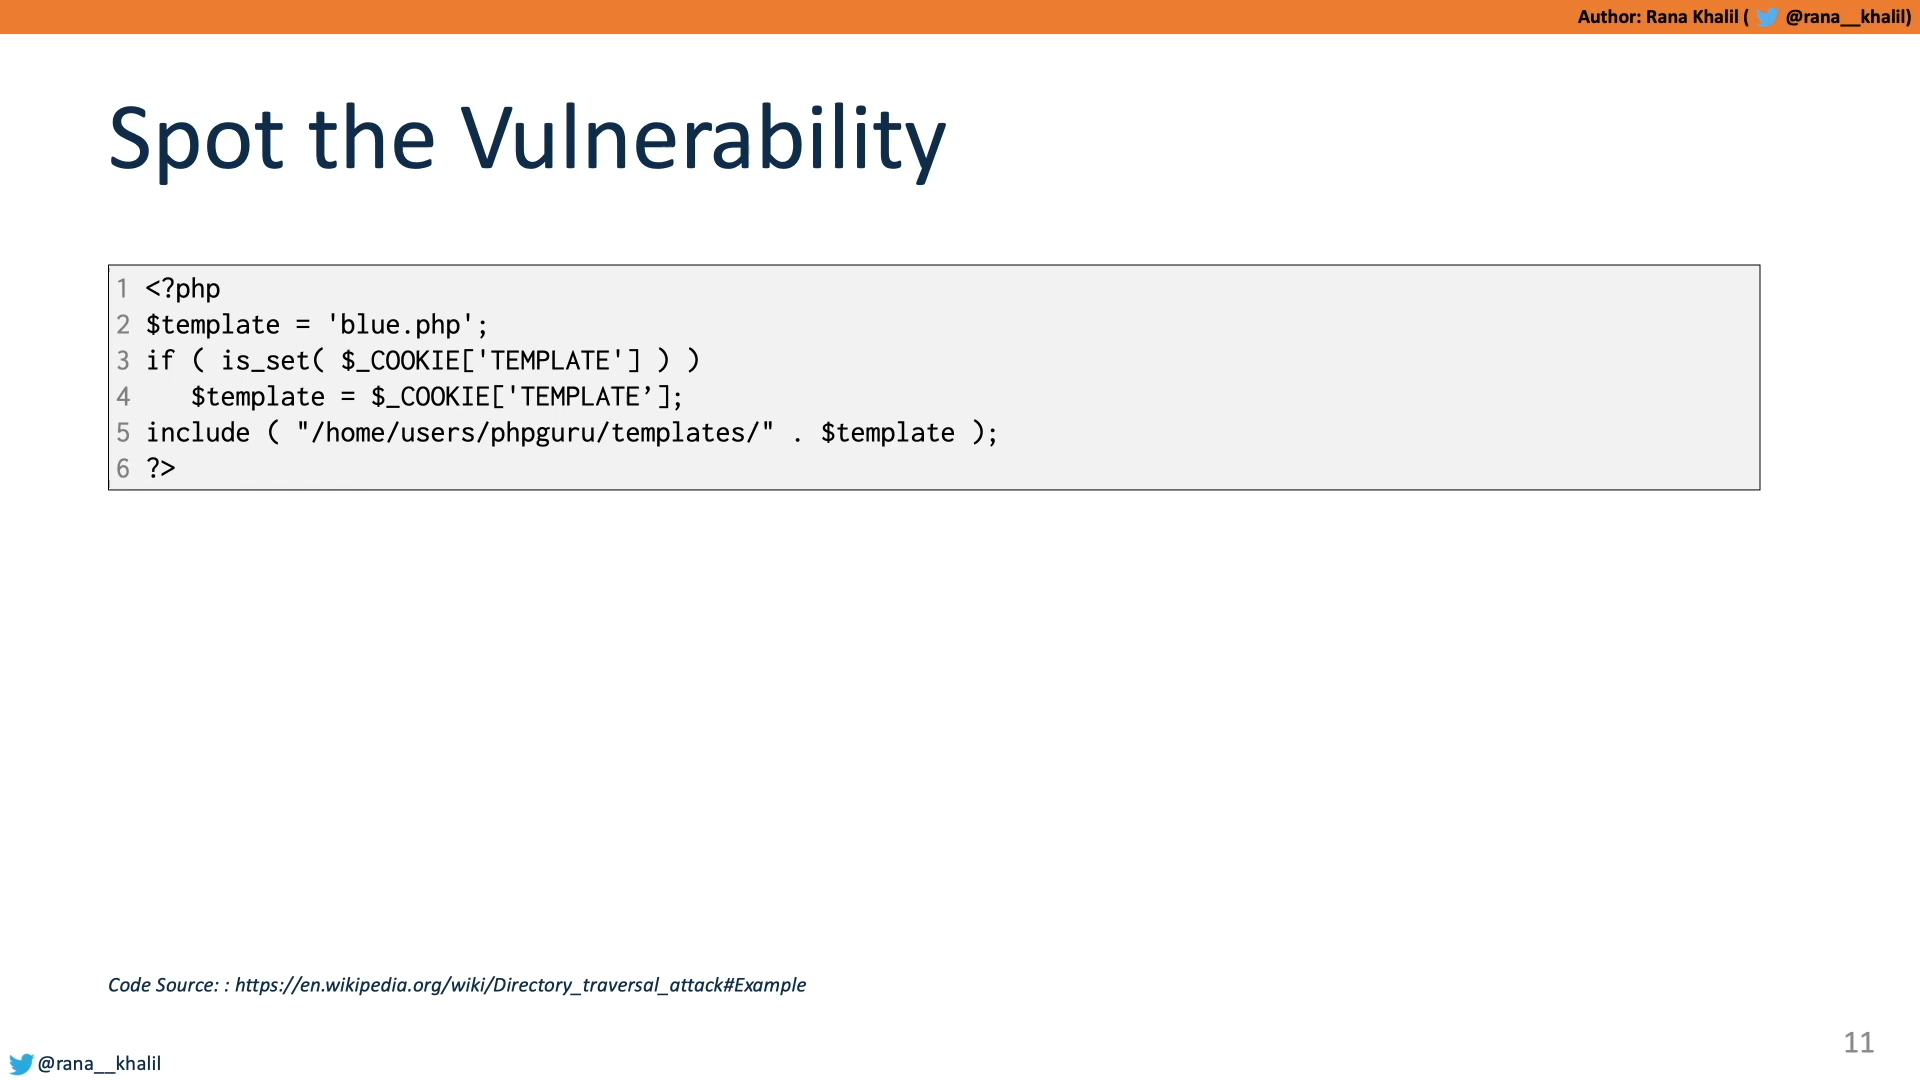 Author: Rana Khalil ( @rana__khalil)
Spot the Vulnerability
1 <?php
2 $template = 'blue.php';
3 if ( is_set( $_COOKIE['TEMPLATE'] ) )
4    $template = $_COOKIE['TEMPLATE’];
5 include ( "/home/users/phpguru/templates/" . $template );
6 ?>
Code Source: : https://en.wikipedia.org/wiki/Directory_traversal_attack#Example
11
@rana__khalil